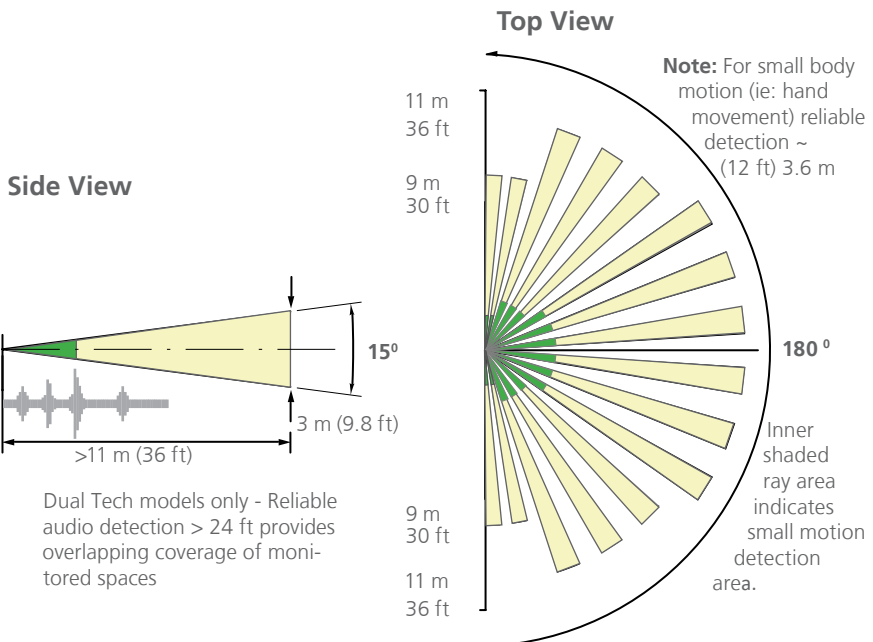 Top View
Note: For small body
motion (ie: hand
movement) reliable
detection ~
(12 ft) 3.6 m
11 m
36 ft
9 m
30 ft
Side View
15⁰
3 m (9.8 ft)
>11 m (36 ft)
Dual Tech models only - Reliable
audio detection > 24 ft provides
overlapping coverage of moni-
tored spaces
180 ⁰
Inner
shaded
ray area
indicates
small motion
detection
area.
9 m
30 ft
11 m
36 ft